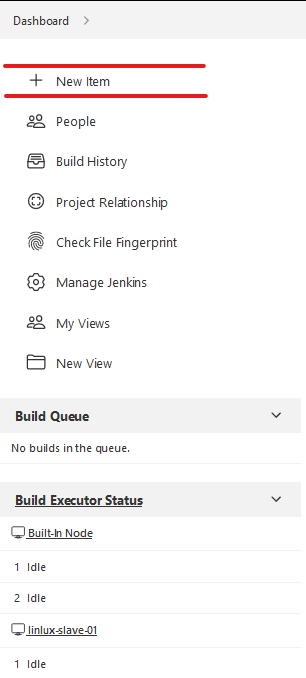 Dashboard
New Item
People
Build History
Project Relationship
Check File Fingerprint
Manage Jenkins
My Views
New View
Build Queue
No builds in the queue.
Build Executor Status
Built-In Node
1 Idle
2 Idle
linlux-slave-01
1 Idle